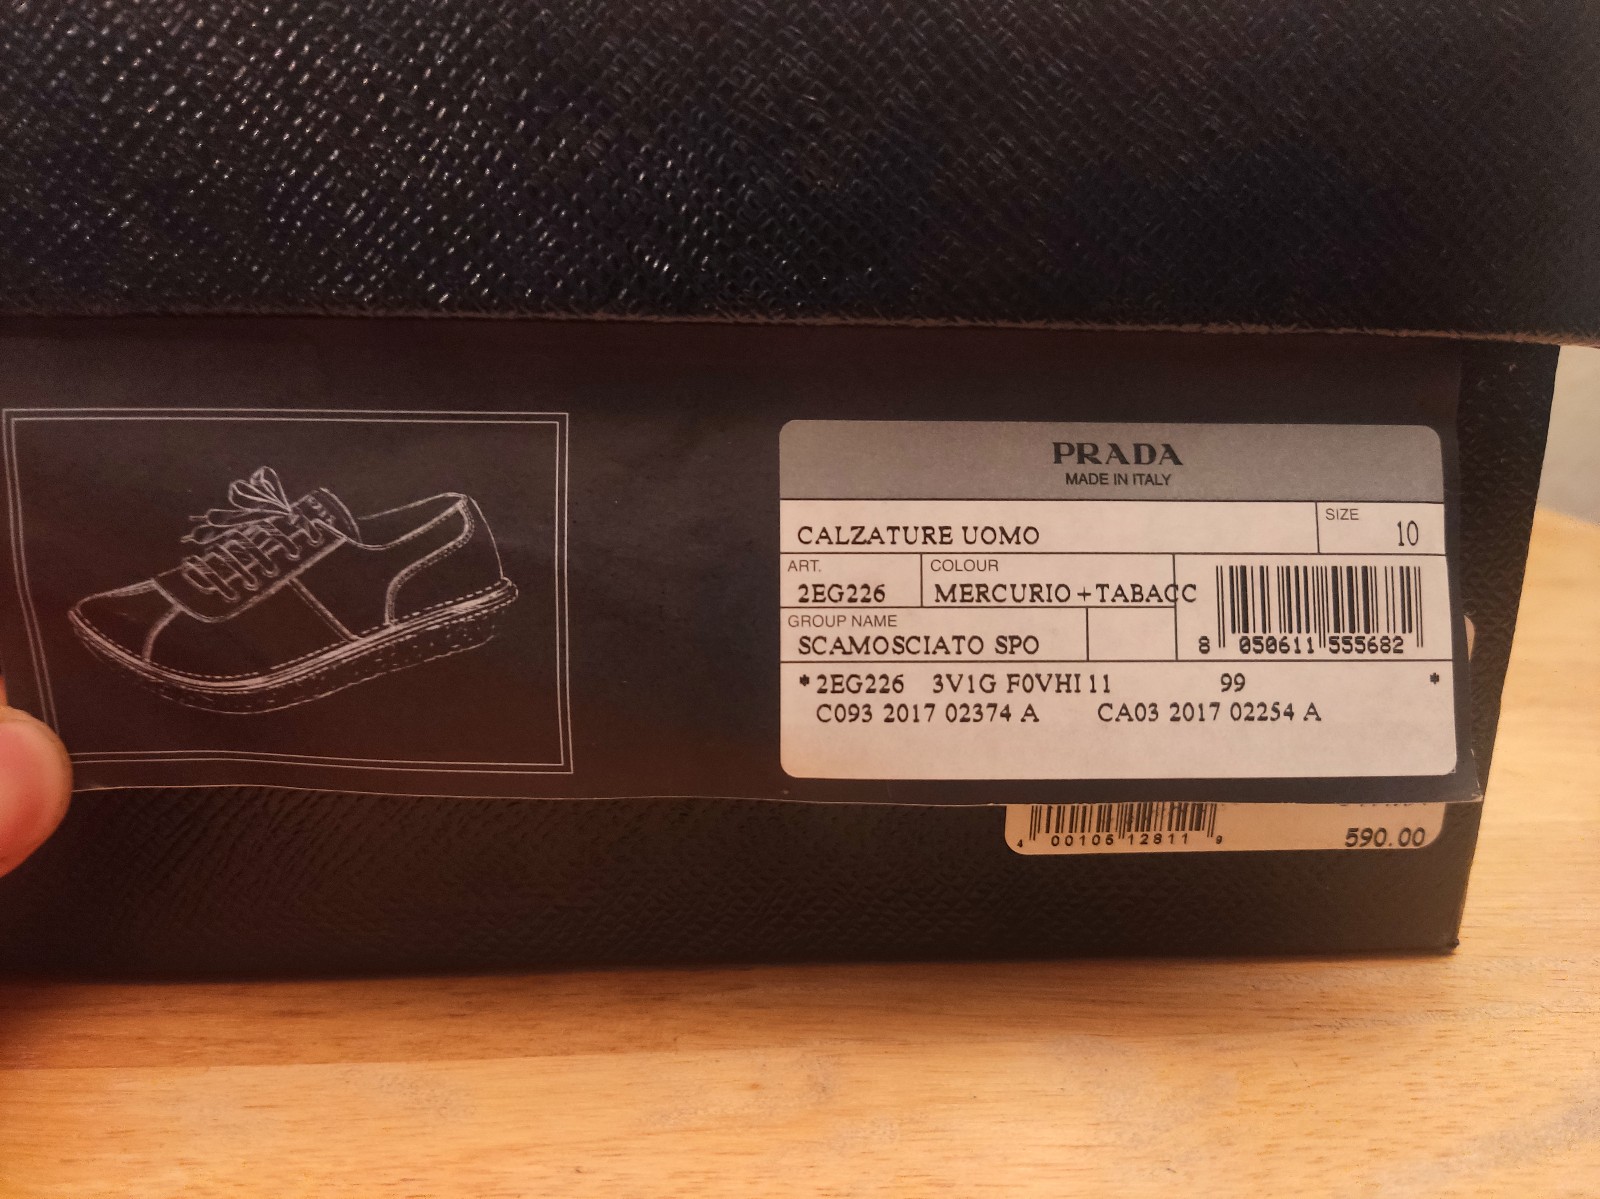 PRADA
MADE IN ITALY
CALZATURE UOMO
SIZE
10
ART.
2EG226
COLOUR
MERCURIO+TABACC
GROUP NAME
SCAMOSCIATO SPO
8 050611 555682
*2EG226 3V1G F0VHI 11 99 *
C093 2017 02374 A CA03 2017 02254 A
4 00106 12811 9
590.00